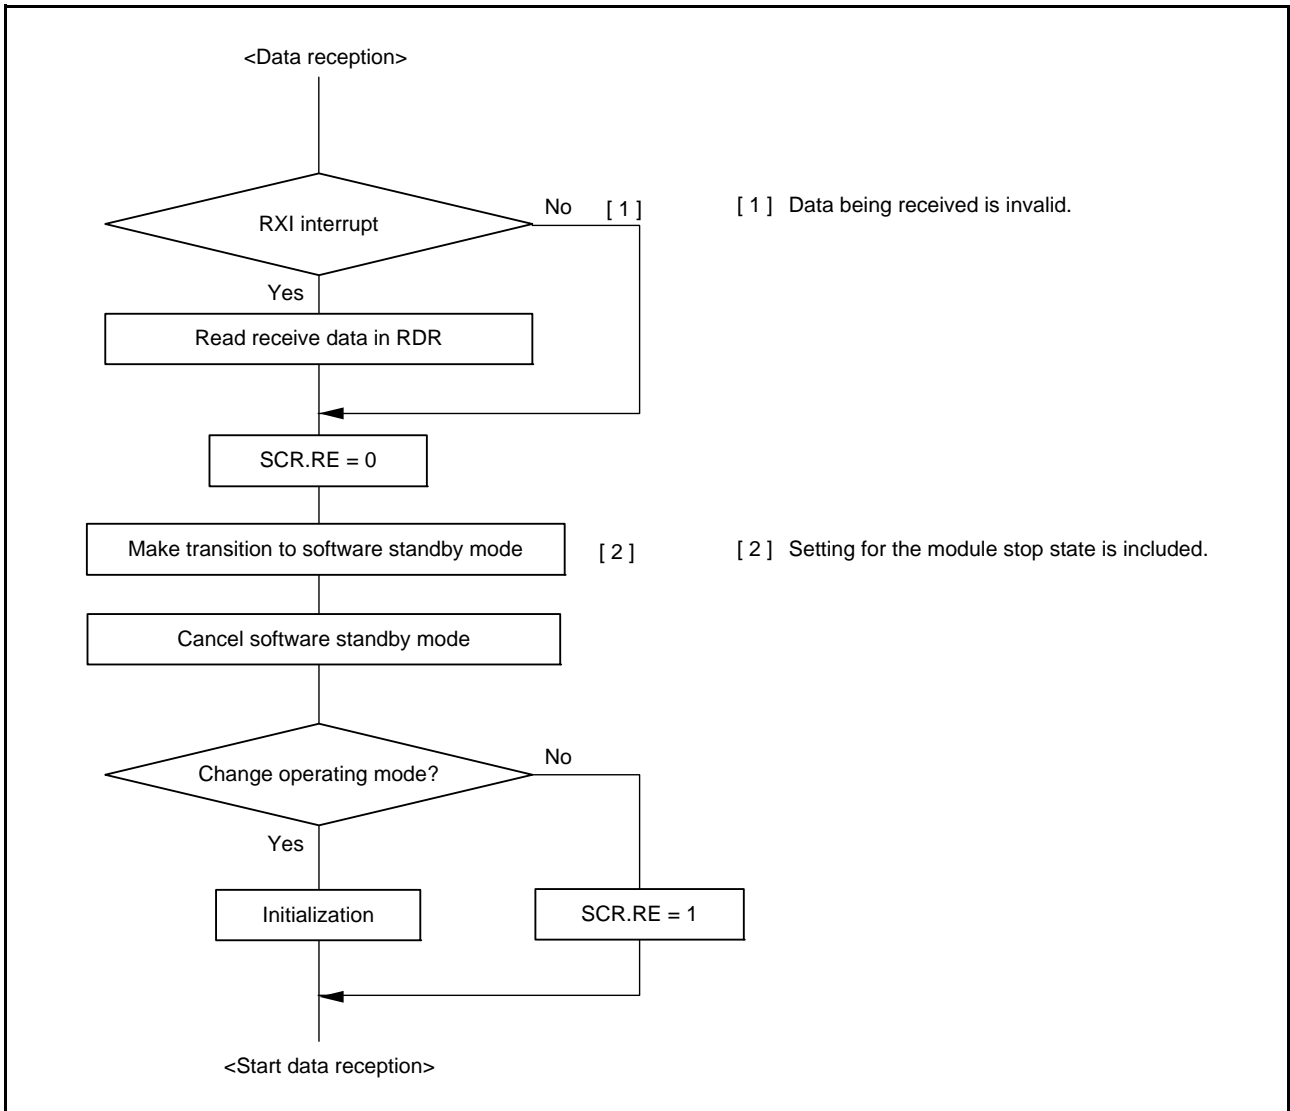 <Data reception>
RXI interrupt
No [ 1 ]
[ 1 ] Data being received is invalid.
Yes
Read receive data in RDR
SCR.RE = 0
Make transition to software standby mode
[ 2 ]
[ 2 ] Setting for the module stop state is included.
Cancel software standby mode
Change operating mode?
No
Yes
Initialization
SCR.RE = 1
<Start data reception>